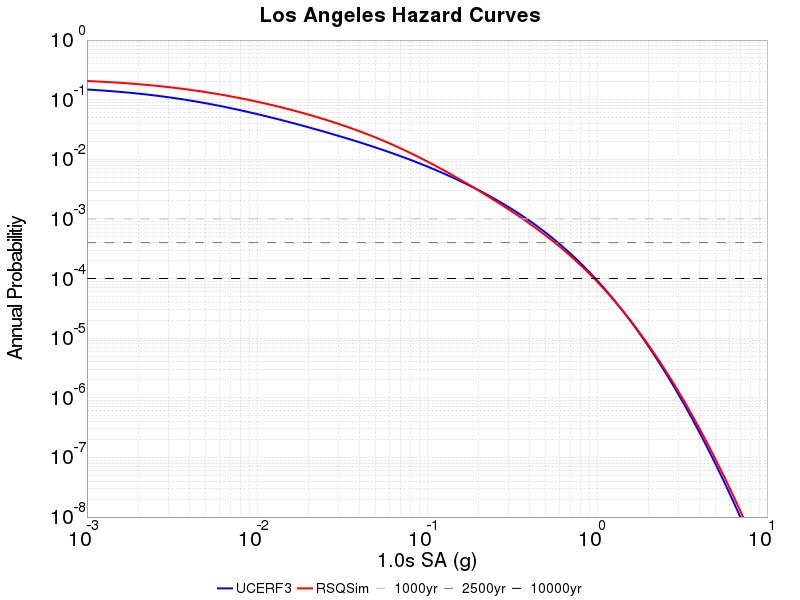 Los Angeles Hazard Curves
10^0
10^-1
10^-2
10^-3
10^-4
10^-5
10^-6
10^-7
10^-8
Annual Probabilitiy
10^-3 10^-2 10^-1 10^0 10^1
1.0s SA (g)
UCERF3 RSQSim 1000yr 2500yr 10000yr